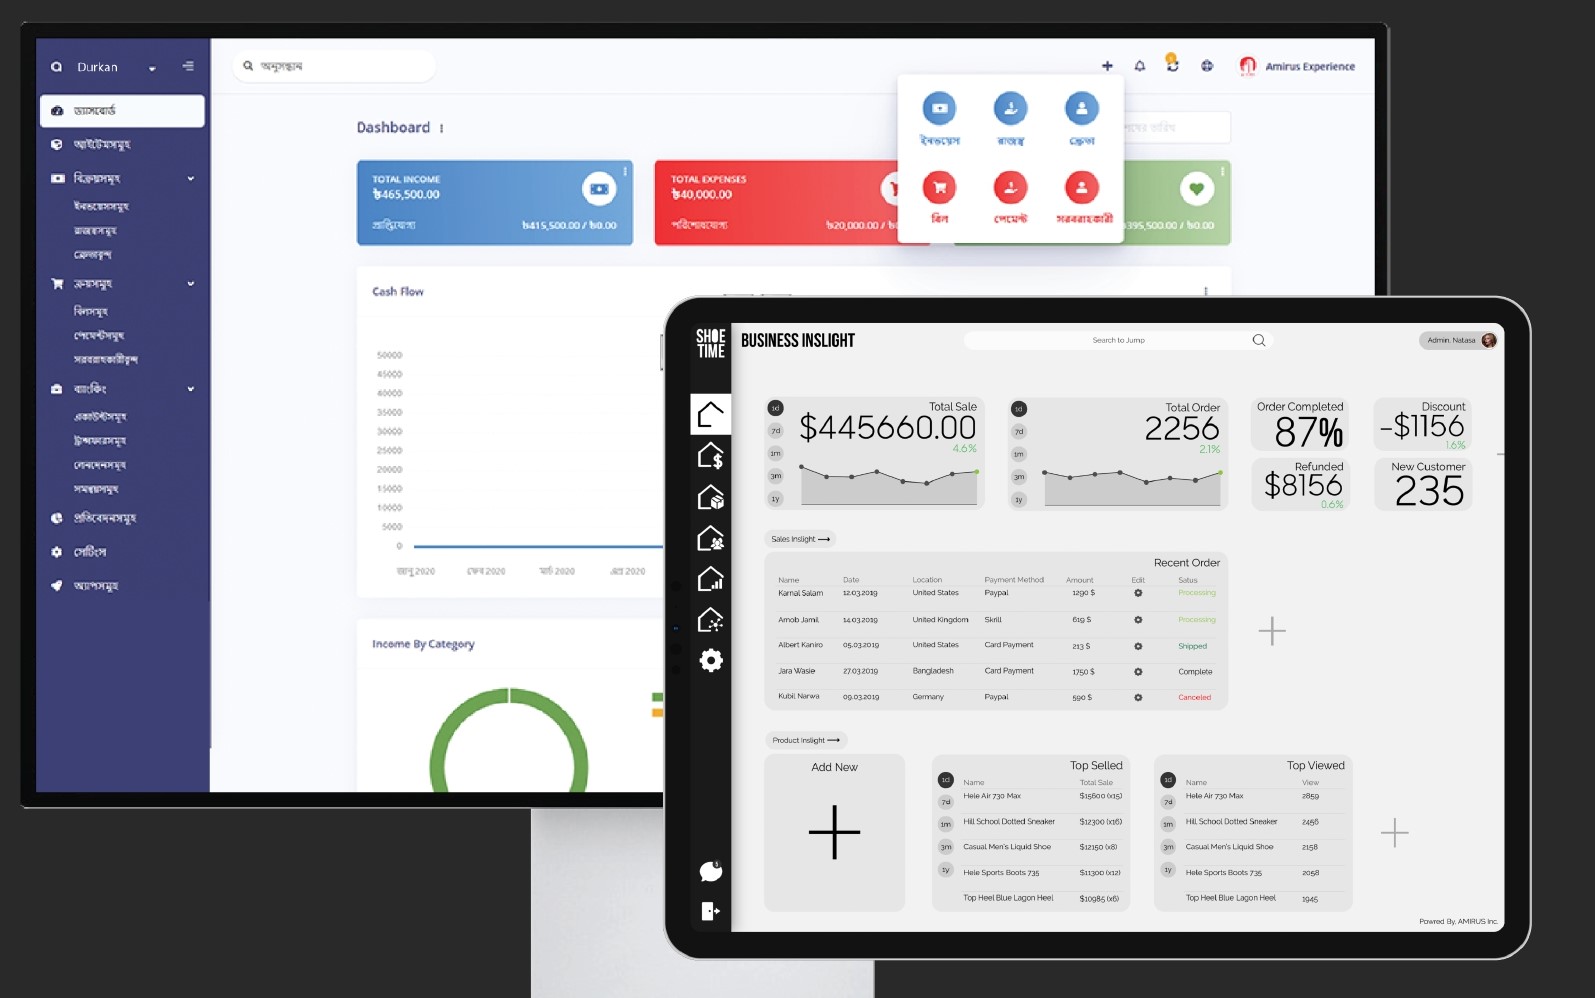 Durkan
অনুসন্ধান
Amirus Experience
ড্যাসবোর্ড
আইটেমসমূহ
বিক্রয়সমূহ
ইনভয়েসসমূহ
রাজস্বসমূহ
ক্রেতাবৃন্দ
ক্রয়সমূহ
বিলসমূহ
পেমেন্টসমূহ
সরবরাহকারীবৃন্দ
ব্যাংকিং
একাউন্টসমূহ
ট্রান্সফারসমূহ
লেনদেনসমূহ
সমন্বয়সমূহ
প্রতিবেদনসমূহ
সেটিংস
অ্যাপসমূহ
Dashboard
ইনভয়েস রাজস্ব ক্রেতা
বিল পেমেন্ট সরবরাহকারী
তারিখ
TOTAL INCOME
৳465,500.00
প্রাপ্তিযোগ্য ৳415,500.00 / ৳0.00
TOTAL EXPENSES
৳40,000.00
পরিশোধযোগ্য ৳20,000.00 /
395,500.00 / ৳0.00
Cash Flow
50000
45000
40000
35000
30000
25000
20000
15000
10000
5000
0
জানু 2020 ফেব 2020 মার্চ 2020 এপ্র 2020
Income By Category
SHOE
TIME
BUSINESS INSLIGHT
Search to Jump
Admin, Natasa
1d
7d
1m
3m
1y
Total Sale
$445660.00
4.6%
1d
7d
1m
3m
1y
Total Order
2256
2.1%
Order Completed
87%
Discount
-$1156
1.6%
Refunded
$8156
0.6%
New Customer
235
Sales Inslight
Recent Order
Name Date Location Payment Method Amount Edit Satus
Kamal Salam 12.03.2019 United States Paypal 1290 $ Processing
Arnob Jamil 14.03.2019 United Kingdom Skrill 619 $ Processing
Albert Kaniro 05.03.2019 United States Card Payment 213 $ Shipped
Jara Wasie 27.03.2019 Bangladesh Card Payment 1750 $ Complete
Kubil Narwa 09.03.2019 Germany Paypal 590 $ Canceled
Product Inslight
Add New
Top Selled
1d
7d
1m
3m
1y
Name Total Sale
Hele Air 730 Max $15600 (x15)
Hill School Dotted Sneaker $12300 (x16)
Casual Men's Liquid Shoe $12150 (x8)
Hele Sports Boots 735 $11300 (x12)
Top Heel Blue Lagon Heel $10985 (x6)
Top Viewed
1d
7d
1m
3m
1y
Name View
Hele Air 730 Max 2859
Hill School Dotted Sneaker 2456
Casual Men's Liquid Shoe 2158
Hele Sports Boots 735 2058
Top Heel Blue Lagon Heel 1945
Powred By, AMIRUS Inc.